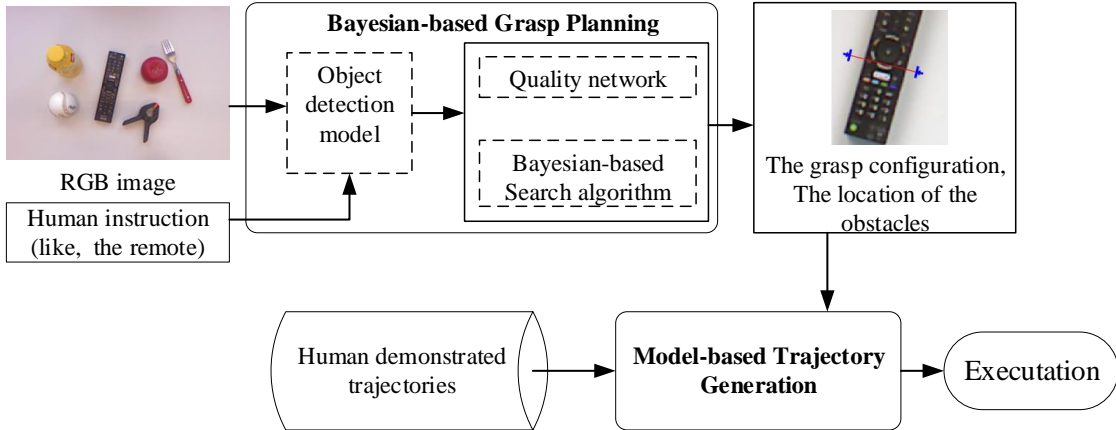 Bayesian-based Grasp Planning
Object
detection
model
Quality network
Bayesian-based
Search algorithm
RGB image
Human instruction
(like, the remote)
The grasp configuration,
The location of the
obstacles
Human demonstrated
trajectories
Model-based Trajectory
Generation
Executation